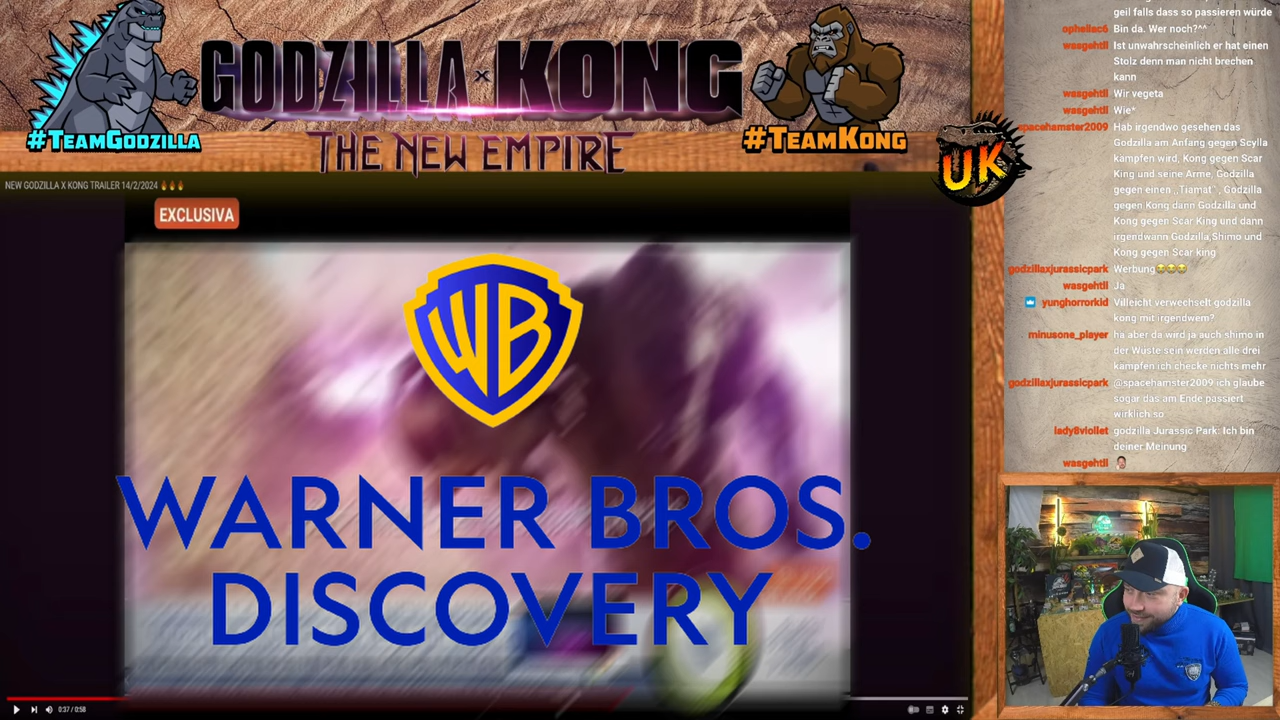 #TEAMGODZILLA
GODZILLA x KONG
THE NEW EMPIRE
#TEAMKONG
UK
NEW GODZILLA X KONG TRAILER 14/2/2024 🔥🔥🔥
EXCLUSIVA
WB
WARNER BROS.
DISCOVERY
0:37 / 0:58
geil falls dass so passieren würde
opheliac6 Bin da. Wer noch?^^
wasgehtll Ist unwahrscheinlich er hat einen
Stolz denn man nicht brechen
kann
wasgehtll Wir vegeta
wasgehtll Wie*
spacehamster2009 Hab irgendwo gesehen das
Godzilla am Anfang gegen Scylla
kämpfen wird, Kong gegen Scar
King und seine Arme, Godzilla
gegen einen ,,Tiamat``, Godzilla
gegen Kong dann Godzilla und
Kong gegen Scar King und dann
irgendwann Godzilla,Shimo und
Kong gegen Scar king
godzillaxjurassicpark Werbung😂😂😂
wasgehtll Ja
yunghorrorkid Villeicht verwechselt godzilla
kong mit irgendwem?
minusone_player ha aber da wird ja auch shimo in
der Wüste sein werden alle drei
kämpfen ich checke nichts mehr
godzillaxjurassicpark @spacehamster2009 ich glaube
sogar das am Ende passiert
wirklich so
lady8viollet godzilla Jurassic Park: Ich bin
deiner Meinung
wasgehtll